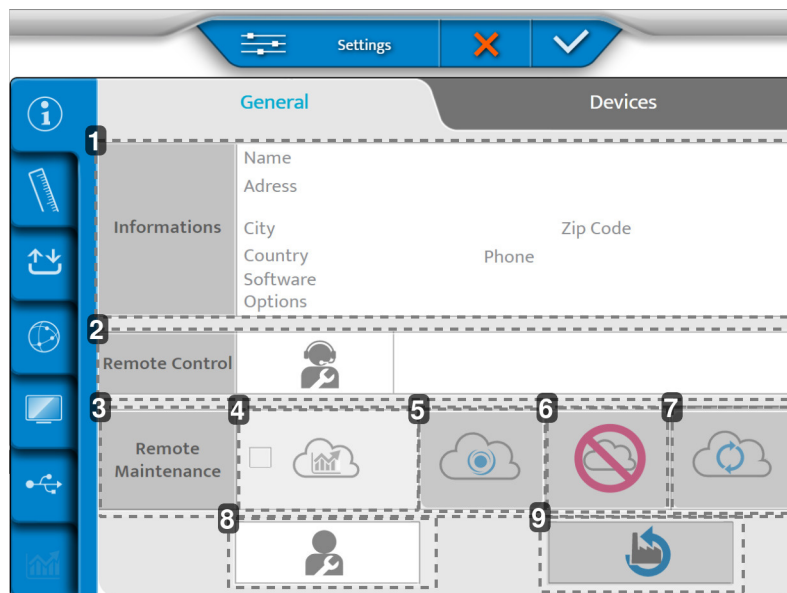 Settings
General
Devices
1
Informations
Name
Adress
City
Zip Code
Country
Phone
Software
Options
2
Remote Control
3
Remote
Maintenance
4
5
6
7
8
9